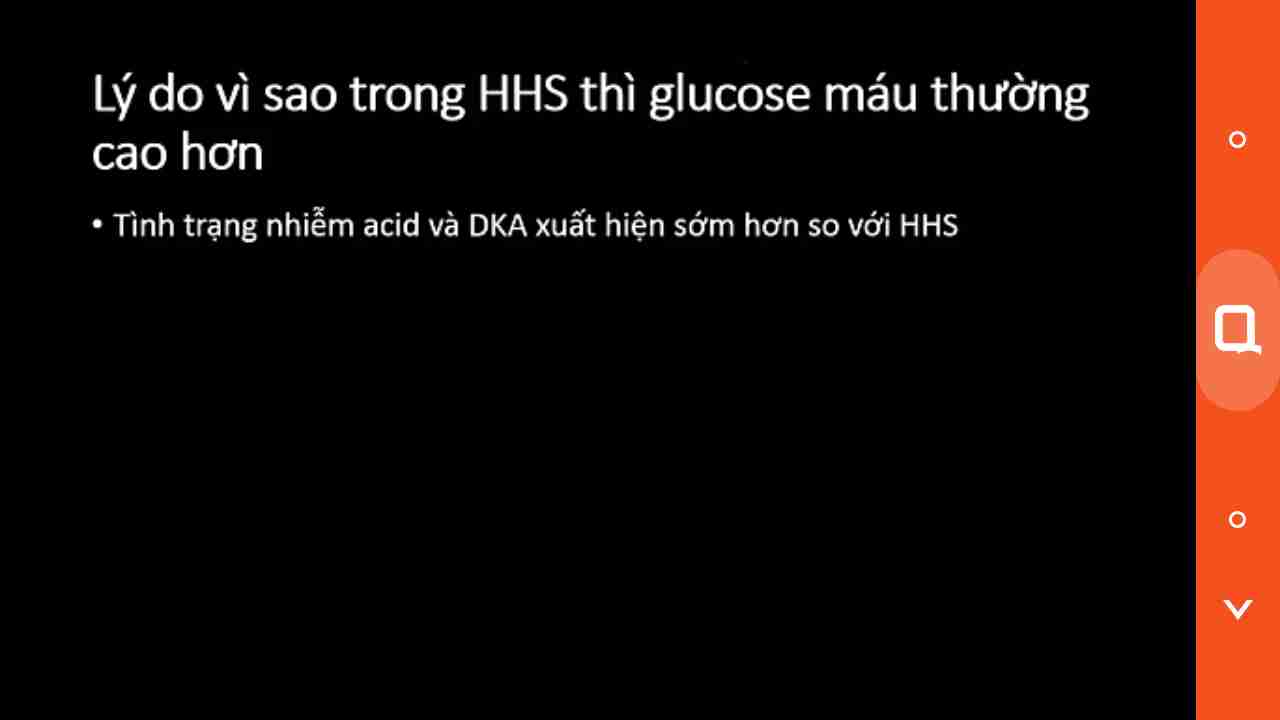 Lý do vì sao trong HHS thì glucose máu thường
cao hơn
• Tình trạng nhiễm acid và DKA xuất hiện sớm hơn so với HHS